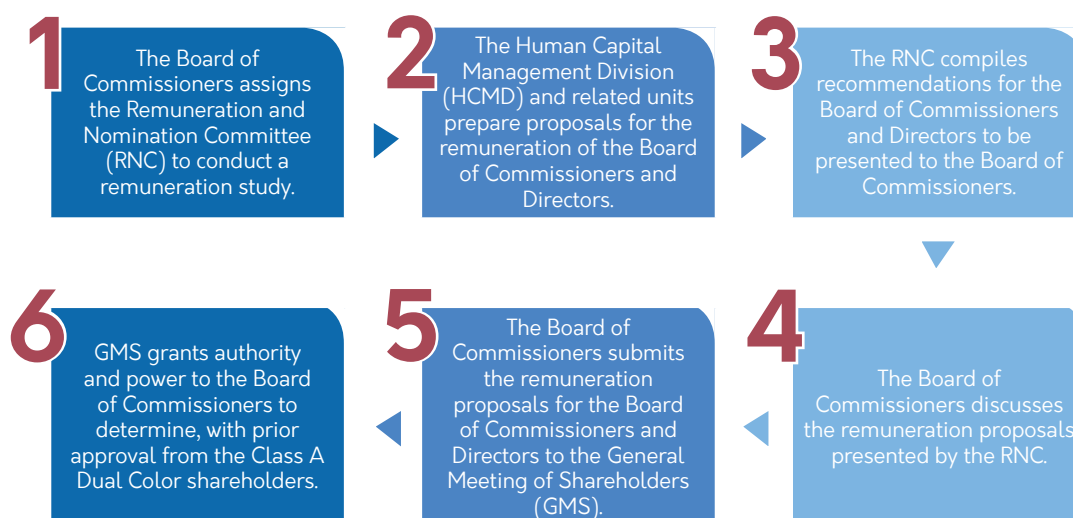 1
The Board of
Commissioners assigns
the Remuneration and
Nomination Committee
(RNC) to conduct a
remuneration study.
2
The Human Capital
Management Division
(HCMD) and related units
prepare proposals for the
remuneration of the Board
of Commissioners and
Directors.
3
The RNC compiles
recommendations for the
Board of Commissioners
and Directors to be
presented to the Board of
Commissioners.
4
The Board of
Commissioners discusses
the remuneration proposals
presented by the RNC.
5
The Board of
Commissioners submits
the remuneration
proposals for the Board
of Commissioners and
Directors to the General
Meeting of Shareholders
(GMS).
6
GMS grants authority
and power to the Board
of Commissioners to
determine, with prior
approval from the Class A
Dual Color shareholders.